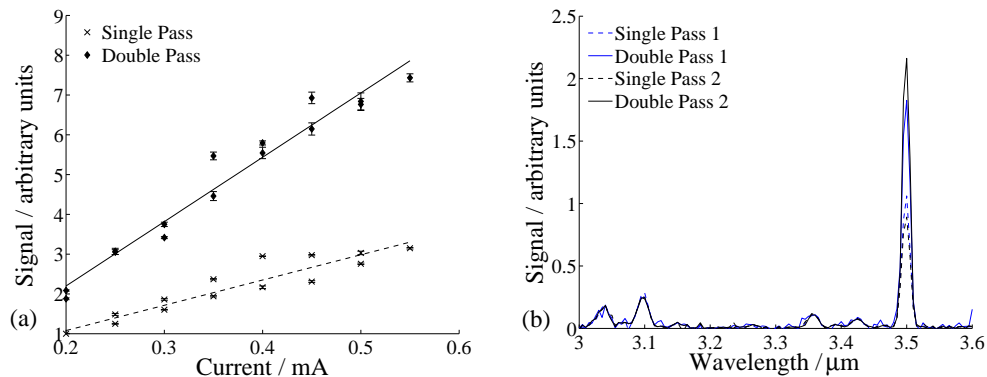 9
8
7
6
5
4
3
2
1
Signal / arbitrary units
Single Pass
Double Pass
(a)
0.2
0.3
0.4
0.5
0.6
Current / mA
2.5
2
1.5
1
0.5
0
Signal / arbitrary units
Single Pass 1
Double Pass 1
Single Pass 2
Double Pass 2
(b)
3
3.1
3.2
3.3
3.4
3.5
3.6
Wavelength / μm